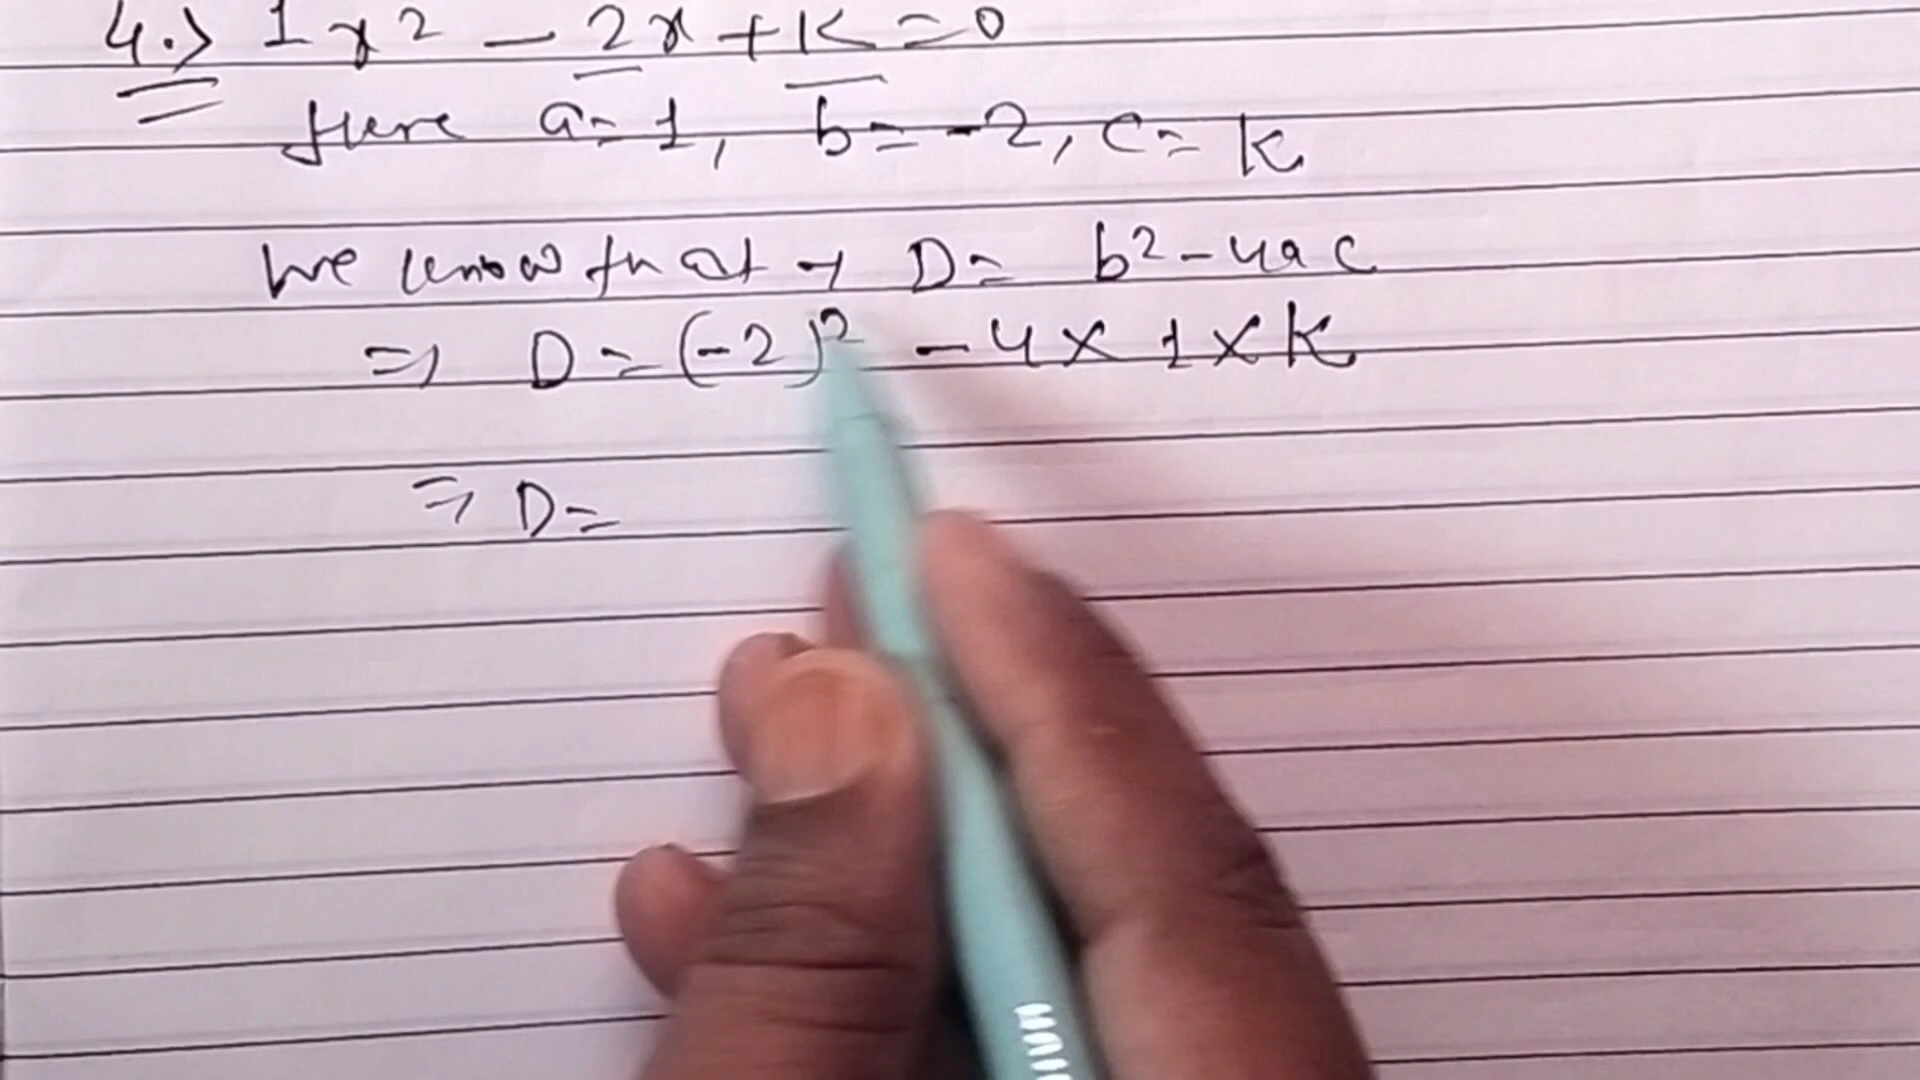 4.) 1x² - 2x + K = 0
Here a = 1, b = -2, c = K
We know that → D = b² - 4ac
⇒ D = (-2)² - 4 × 1 × K
⇒ D =